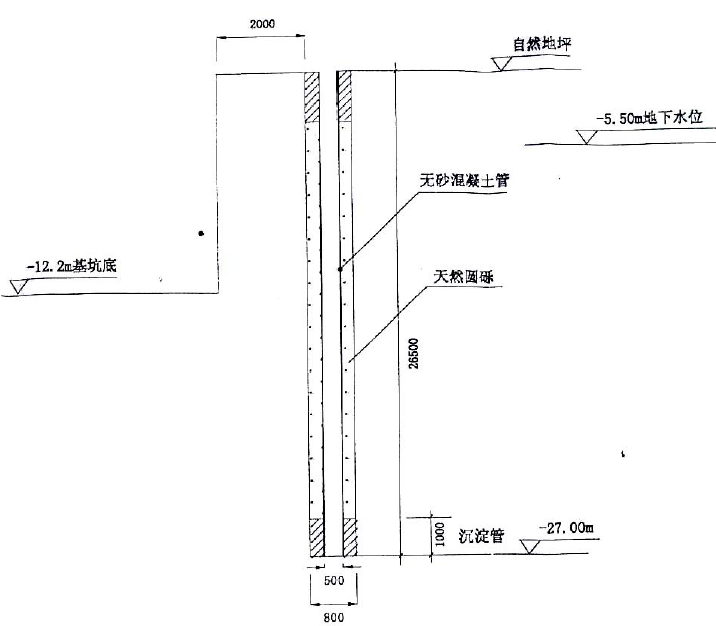 2000
自然地坪
-5.50m地下水位
无砂混凝土管
-12.2m基坑底
天然圆砾
26500
1000
沉淀管
-27.00m
500
800